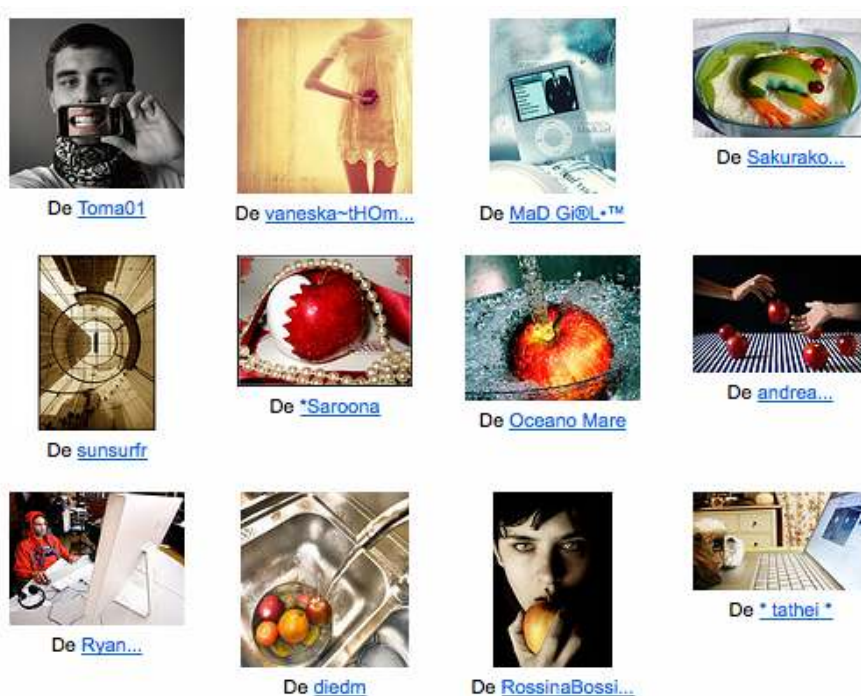 De Toma01
De vaneska~tHOm...
De MaD Gi®L•™
De Sakurako...
De sunsurfr
De *Saroona
De Oceano Mare
De andrea...
De Ryan...
De diedm
De RossinaBossi...
De * tathei *